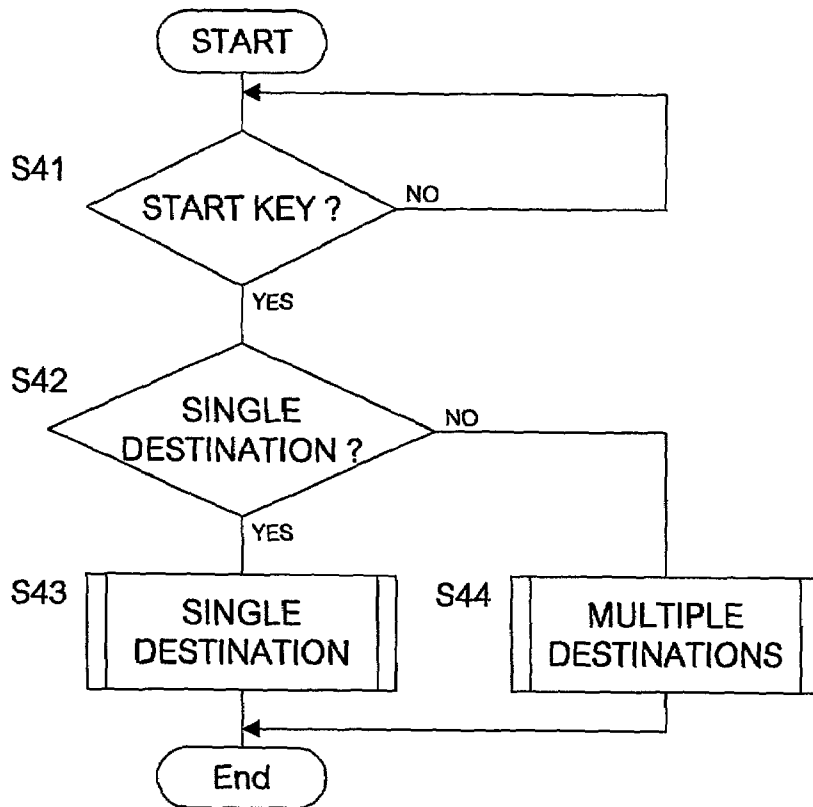 START
S41
START KEY ?
NO
YES
S42
SINGLE
DESTINATION ?
NO
YES
S43
SINGLE
DESTINATION
S44
MULTIPLE
DESTINATIONS
End